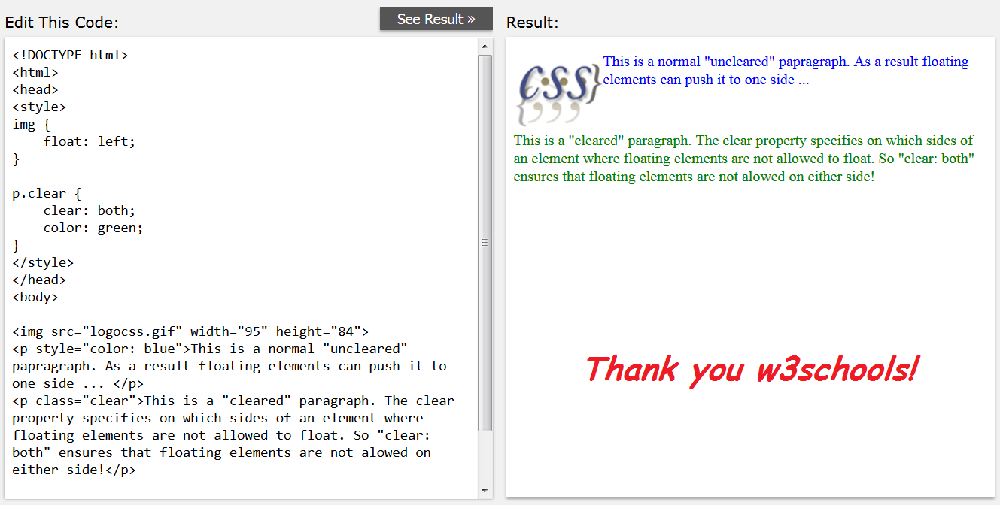 Edit This Code:
See Result »
<!DOCTYPE html>
<html>
<head>
<style>
img {
    float: left;
}
p.clear {
    clear: both;
    color: green;
}
</style>
</head>
<body>
<img src="logocss.gif" width="95" height="84">
<p style="color: blue">This is a normal "uncleared"
papragraph. As a result floating elements can push it to
one side ... </p>
<p class="clear">This is a "cleared" paragraph. The clear
property specifies on which sides of an element where
floating elements are not allowed to float. So "clear:
both" ensures that floating elements are not alowed on
either side!</p>
Result:
{CSS}
{;;;
This is a normal "uncleared" papragraph. As a result floating
elements can push it to one side ...
This is a "cleared" paragraph. The clear property specifies on which sides of
an element where floating elements are not allowed to float. So "clear: both"
ensures that floating elements are not alowed on either side!
Thank you w3schools!